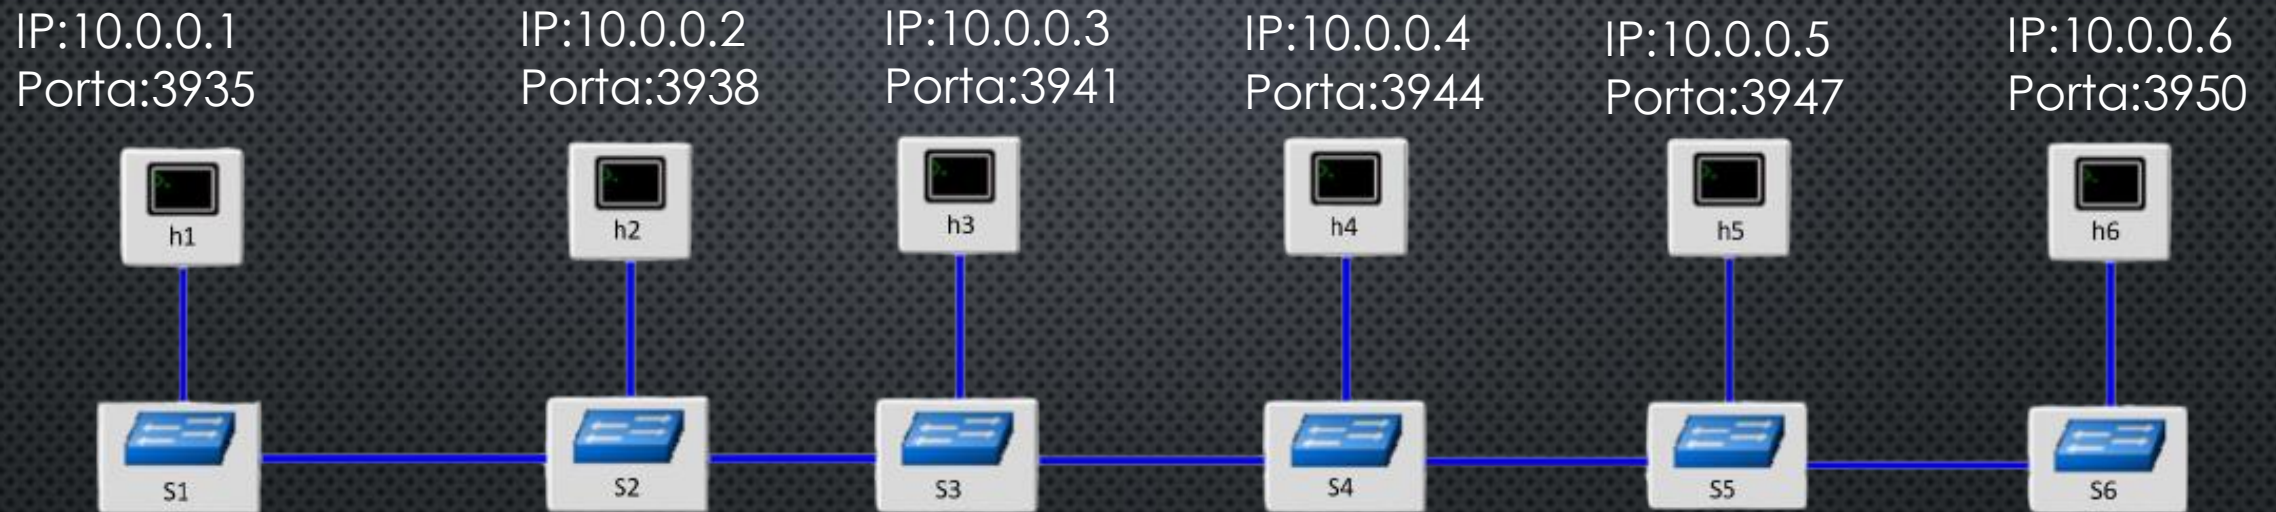 IP:10.0.0.1
Porta:3935
IP:10.0.0.2
Porta:3938
IP:10.0.0.3
Porta:3941
IP:10.0.0.4
Porta:3944
IP:10.0.0.5
Porta:3947
IP:10.0.0.6
Porta:3950
h1
h2
h3
h4
h5
h6
S1
S2
S3
S4
S5
S6